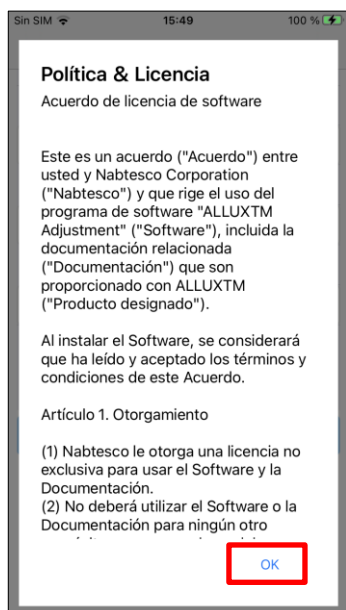 Sin SIM 15:49 100 %
Política & Licencia
Acuerdo de licencia de software
Este es un acuerdo ("Acuerdo") entre
usted y Nabtesco Corporation
("Nabtesco") y que rige el uso del
programa de software "ALLUXTM
Adjustment" ("Software"), incluida la
documentación relacionada
("Documentación") que son
proporcionado con ALLUXTM
("Producto designado").
Al instalar el Software, se considerará
que ha leído y aceptado los términos y
condiciones de este Acuerdo.
Artículo 1. Otorgamiento
(1) Nabtesco le otorga una licencia no
exclusiva para usar el Software y la
Documentación.
(2) No deberá utilizar el Software o la
Documentación para ningún otro
OK